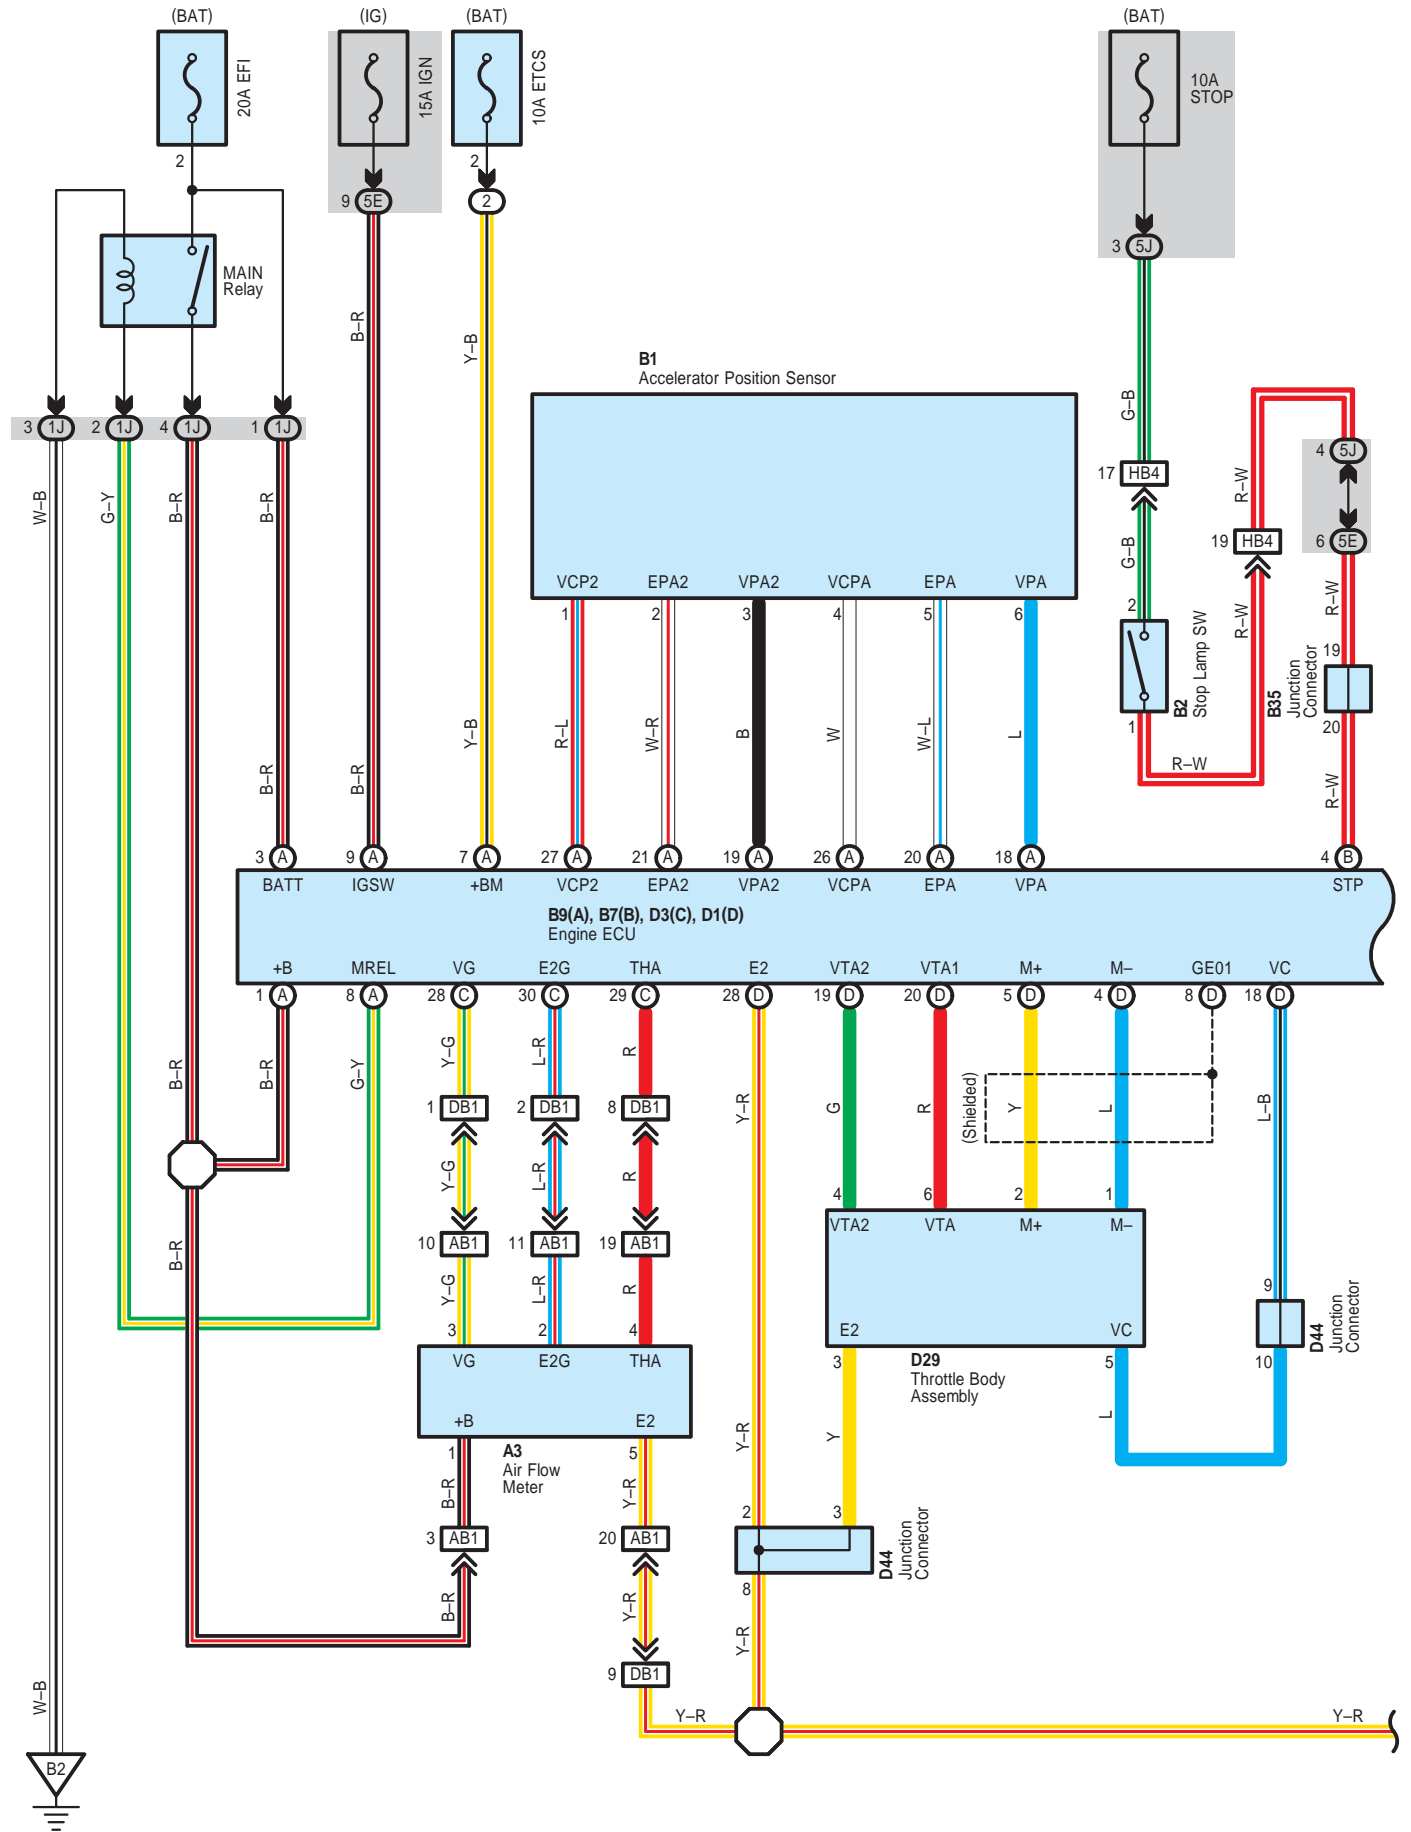 (BAT) (IG) (BAT) (BAT)
20A EFI
15A IGN
10A ETCS
10A
STOP
2 2
9 5E 2
3 5J
MAIN
Relay
B–R
Y–B
B1
Accelerator Position Sensor
G–B
3 1J 2 1J 4 1J 1 1J
4 5J
17 HB4
W–B G–Y B–R B–R
R–W
19 HB4
6 5E
G–B
VCP2 EPA2 VPA2 VCPA EPA VPA
1 2 3 4 5 6
2
R–W R–W
19
B2
Stop Lamp SW
B35
Junction
Connector
1 20
B–R B–R Y–B R–L W–R B W W–L L
R–W R–W
3 A 9 A 7 A 27 A 21 A 19 A 26 A 20 A 18 A 4 B
BATT IGSW +BM VCP2 EPA2 VPA2 VCPA EPA VPA STP
B9(A), B7(B), D3(C), D1(D)
Engine ECU
+B MREL VG E2G THA E2 VTA2 VTA1 M+ M– GE01 VC
1 A 8 A 28 C 30 C 29 C 28 D 19 D 20 D 5 D 4 D 8 D 18 D
B–R B–R G–Y Y–G L–R R
Y–R G R Y L L–B
(Shielded)
1 DB1 2 DB1 8 DB1
Y–G L–R R
4 6 2 1
VTA2 VTA M+ M–
10 AB1 11 AB1 19 AB1
B–R Y–G L–R R
9
3 2 4
E2 VC
D44
Junction
Connector
VG E2G THA
3 5 10
D29
Throttle Body
Assembly
+B E2
1 5
A3
Air Flow
Meter
B–R Y–R Y–R Y L
2 3
3 AB1 20 AB1
D44
Junction
Connector
8
B–R Y–R Y–R
9 DB1
W–B
Y–R Y–R
B2